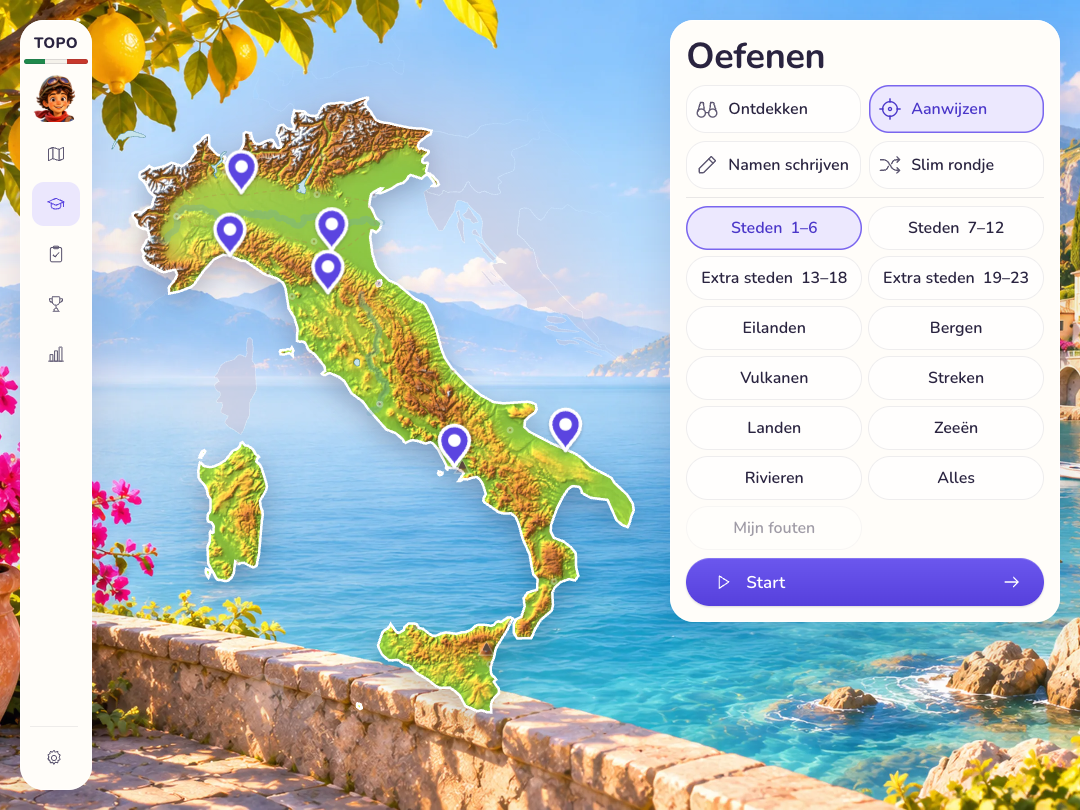 TOPO
Oefenen
Ontdekken
Aanwijzen
Namen schrijven
Slim rondje
Steden 1–6
Steden 7–12
Extra steden 13–18
Extra steden 19–23
Eilanden
Bergen
Vulkanen
Streken
Landen
Zeeën
Rivieren
Alles
Mijn fouten
Start